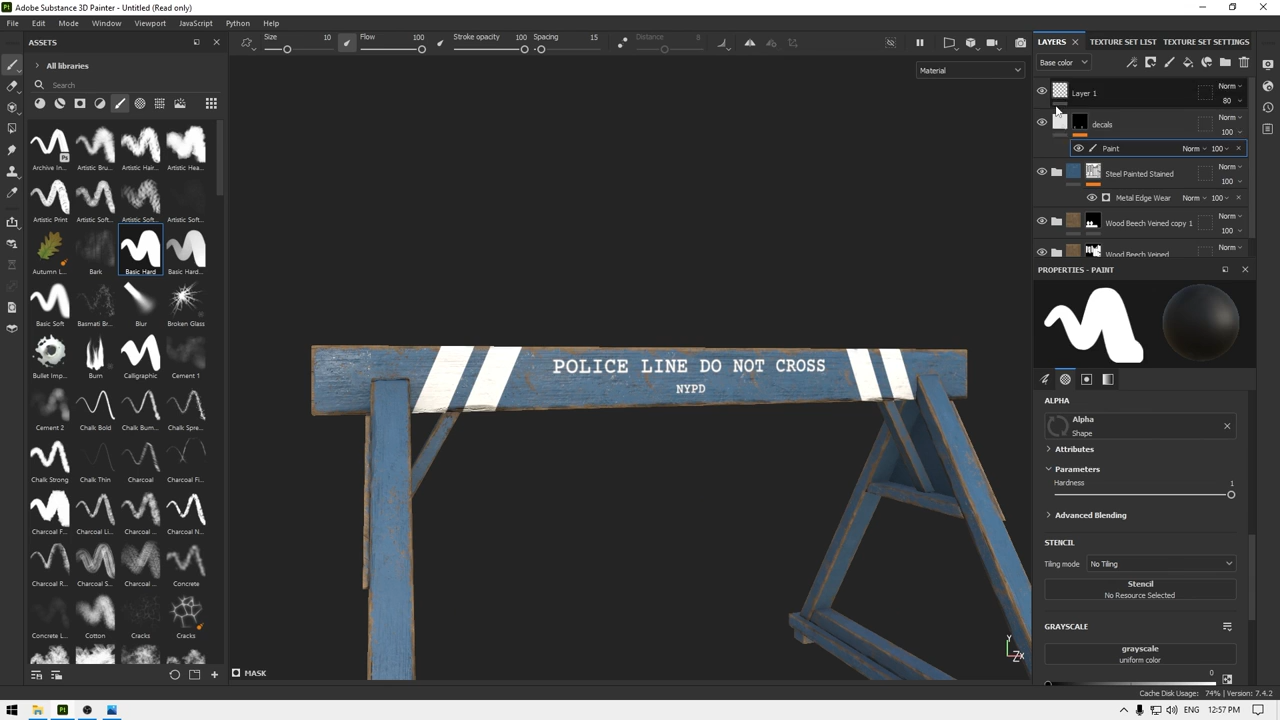 Adobe Substance 3D Painter - Untitled (Read only)
File Edit Mode Window Viewport JavaScript Python Help
ASSETS
Size 10 Flow 100 Stroke opacity 100 Spacing 15 Distance 8
LAYERS TEXTURE SET LIST TEXTURE SET SETTINGS
All libraries
Search
Material
Base color
Layer 1 Norm 80
decals Norm 100
Paint Norm 100
Steel Painted Stained Norm 100
Metal Edge Wear Norm 100
Wood Beech Veined copy 1 Norm 100
Wood Beech Veined Norm
Archive In... Artistic Bru... Artistic Hair... Artistic Hea...
Artistic Print Artistic Soft... Artistic Soft... Artistic Soft...
Autumn L... Bark Basic Hard Basic Hard...
Basic Soft Basmati Br... Blur Broken Glass
Bullet Imp... Burn Calligraphic Cement 1
Cement 2 Chalk Bold Chalk Bum... Chalk Spre...
Chalk Strong Chalk Thin Charcoal Charcoal Fi...
Charcoal F... Charcoal Li... Charcoal ... Charcoal N...
Charcoal R... Charcoal S... Charcoal ... Concrete
Concrete L... Cotton Cracks Cracks
POLICE LINE DO NOT CROSS
NYPD
Y
Z X
MASK
PROPERTIES - PAINT
ALPHA
Alpha
Shape
Attributes
Parameters
Hardness 1
Advanced Blending
STENCIL
Tiling mode No Tiling
Stencil
No Resource Selected
GRAYSCALE
grayscale
uniform color
0
Cache Disk Usage: 74% | Version: 7.4.2
ENG 12:57 PM